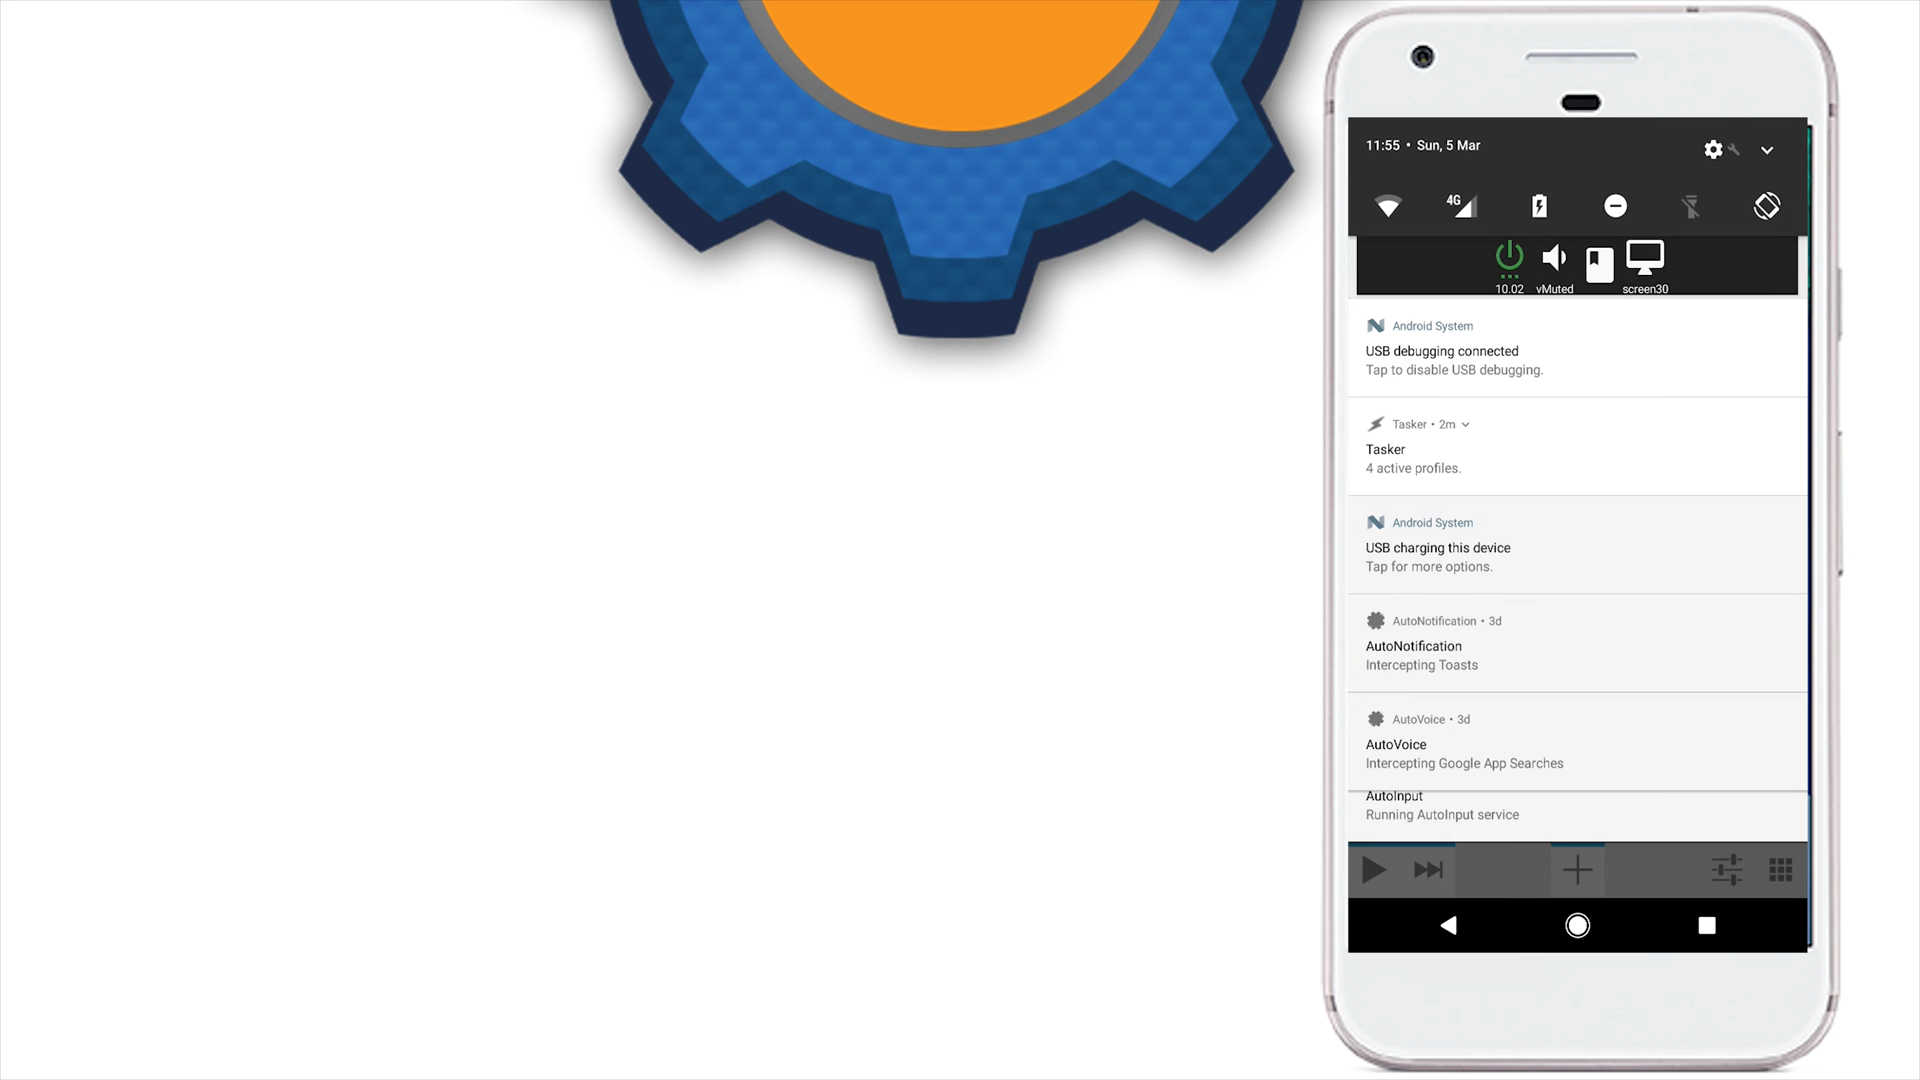 11:55 • Sun, 5 Mar
4G
10.02 vMuted screen30
Android System
USB debugging connected
Tap to disable USB debugging.
Tasker • 2m
Tasker
4 active profiles.
Android System
USB charging this device
Tap for more options.
AutoNotification • 3d
AutoNotification
Intercepting Toasts
AutoVoice • 3d
AutoVoice
Intercepting Google App Searches
AutoInput
Running AutoInput service